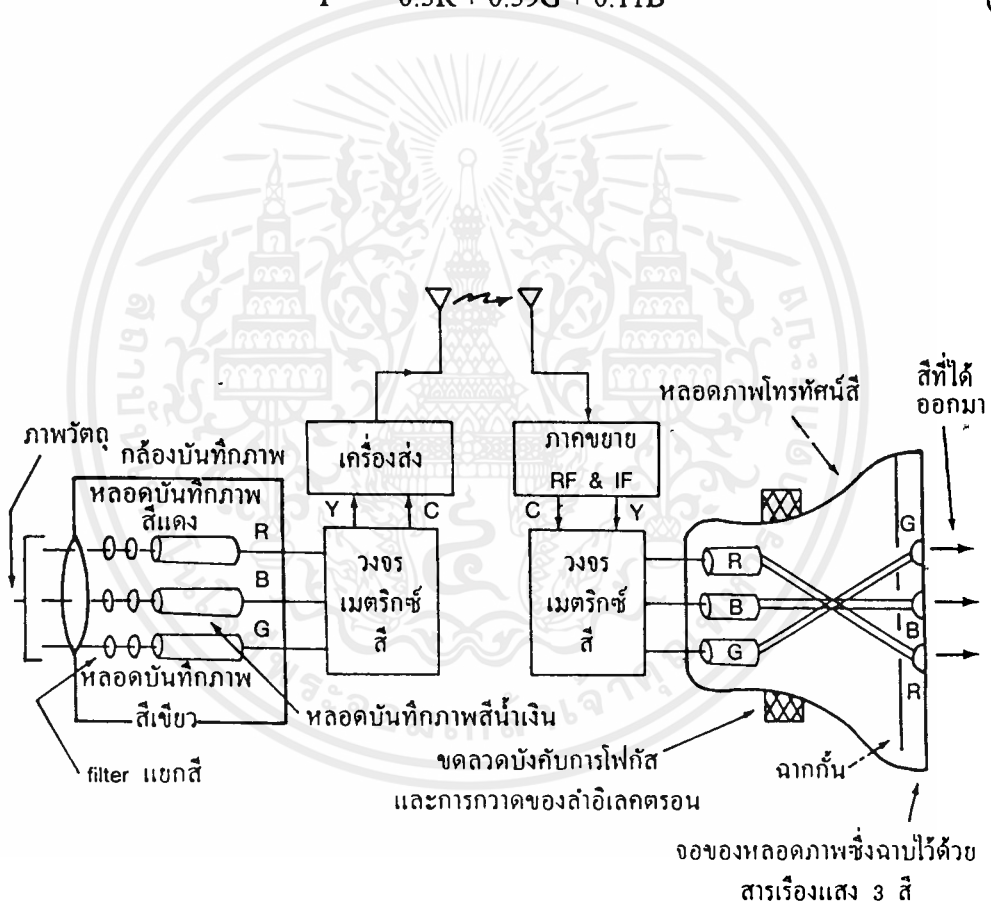 0.3R + 0.59G + 0.11B
ภาพวัตถุ
กล้องบันทึกภาพ
หลอดบันทึกภาพ
สีแดง
R
B
G
หลอดบันทึกภาพ
สีเขียว
filter แยกสี
หลอดบันทึกภาพสีน้ำเงิน
เครื่องส่ง
Y C
วงจร
เมตริกซ์
สี
ภาคขยาย
RF & IF
C Y
วงจร
เมตริกซ์
สี
หลอดภาพโทรทัศน์สี
สีที่ได้
ออกมา
R
B
G
G
B
R
ขดลวดบังคับการโฟกัส
และการกวาดของลำอิเลคตรอน
ฉากกั้น
จอของหลอดภาพซึ่งฉาบไว้ด้วย
สารเรืองแสง 3 สี